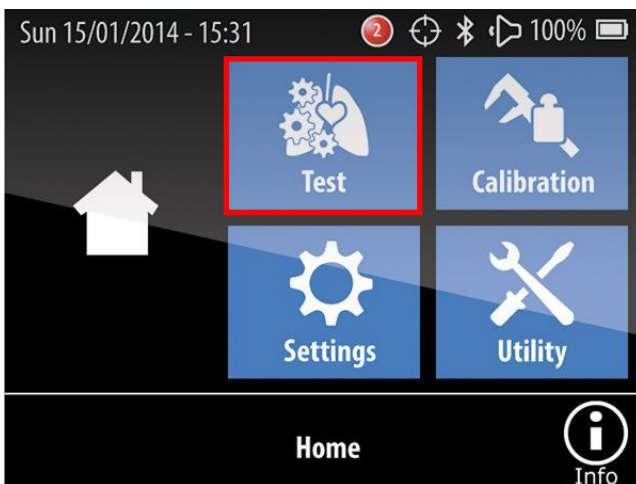 Sun 15/01/2014 - 15:31 2 100%
Test Calibration
Settings Utility
Home
Info